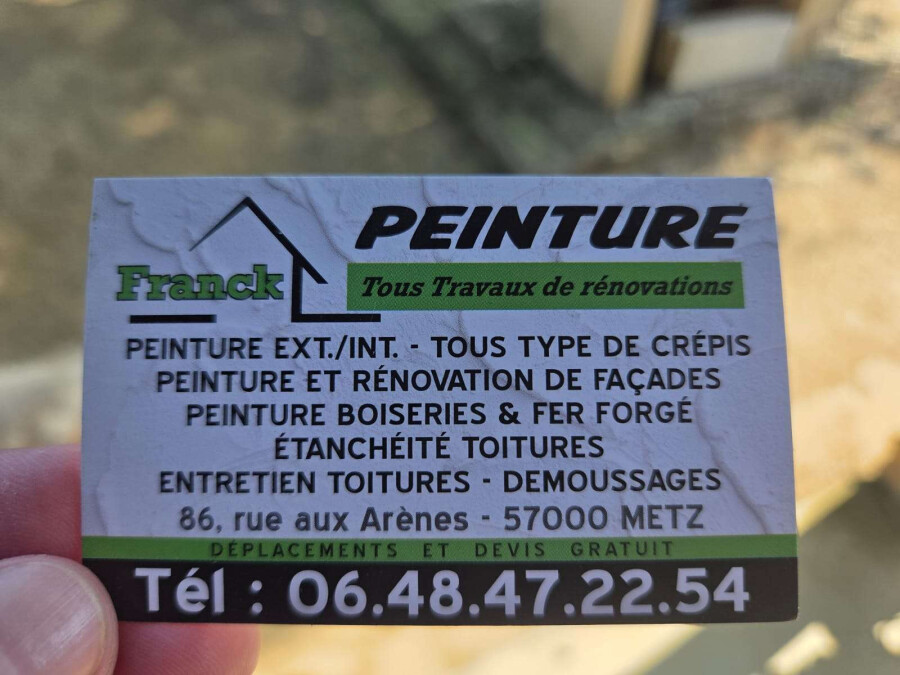 PEINTURE
Franck
Tous Travaux de rénovations
PEINTURE EXT./INT. - TOUS TYPE DE CRÉPIS
PEINTURE ET RÉNOVATION DE FAÇADES
PEINTURE BOISERIES & FER FORGÉ
ÉTANCHÉITÉ TOITURES
ENTRETIEN TOITURES - DEMOUSSAGES
86, rue aux Arènes - 57000 METZ
DÉPLACEMENTS ET DEVIS GRATUIT
Tél : 06.48.47.22.54